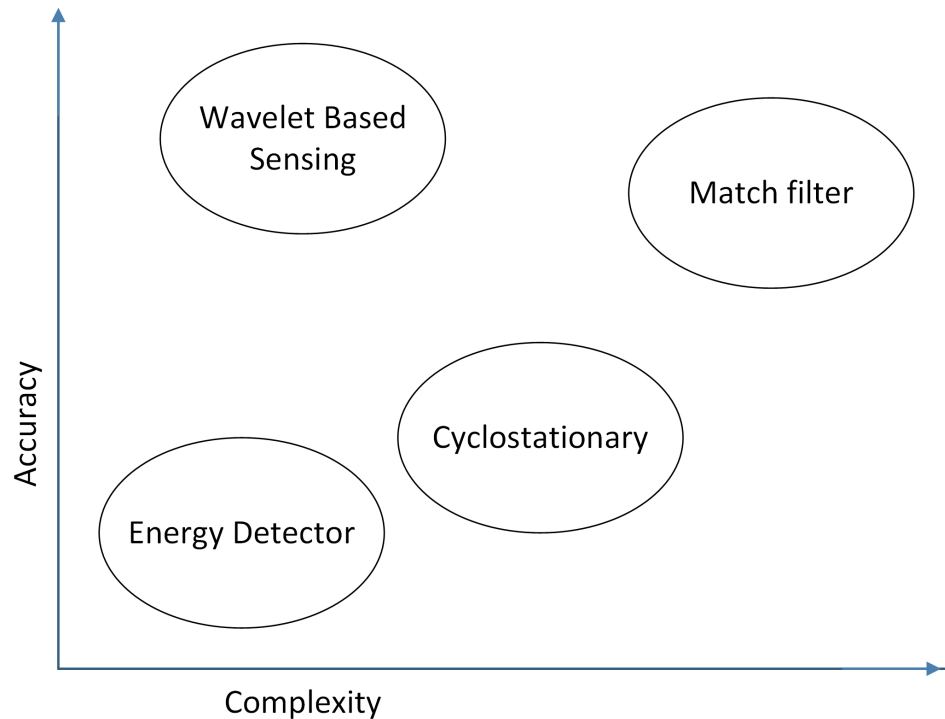 Wavelet Based
Sensing
Match filter
Accuracy
Cyclostationary
Energy Detector
Complexity